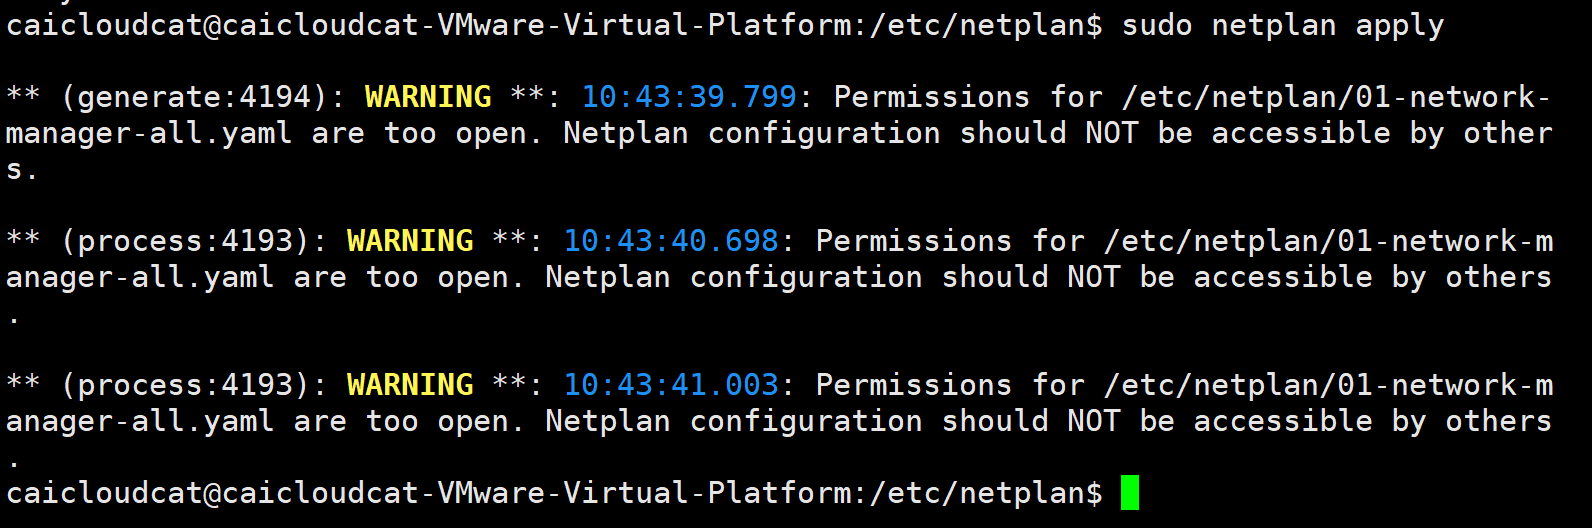 caicloudcat@caicloudcat-VMware-Virtual-Platform:/etc/netplan$ sudo netplan apply
** (generate:4194): WARNING **: 10:43:39.799: Permissions for /etc/netplan/01-network-
manager-all.yaml are too open. Netplan configuration should NOT be accessible by other
s.
** (process:4193): WARNING **: 10:43:40.698: Permissions for /etc/netplan/01-network-m
anager-all.yaml are too open. Netplan configuration should NOT be accessible by others
.
** (process:4193): WARNING **: 10:43:41.003: Permissions for /etc/netplan/01-network-m
anager-all.yaml are too open. Netplan configuration should NOT be accessible by others
.
caicloudcat@caicloudcat-VMware-Virtual-Platform:/etc/netplan$